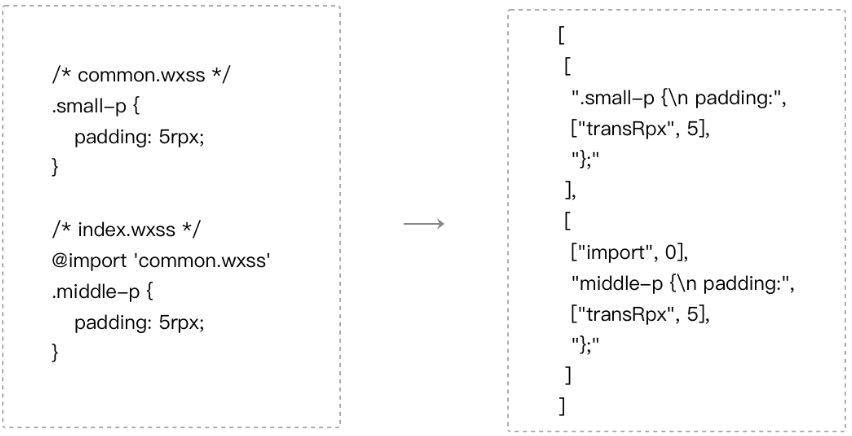 /* common.wxss */
.small-p {
padding: 5rpx;
}
/* index.wxss */
@import 'common.wxss'
.middle-p {
padding: 5rpx;
}
[
[
".small-p {\n padding:",
["transRpx", 5],
"};"
],
[
["import", 0],
"middle-p {\n padding:",
["transRpx", 5],
"};"
]
]